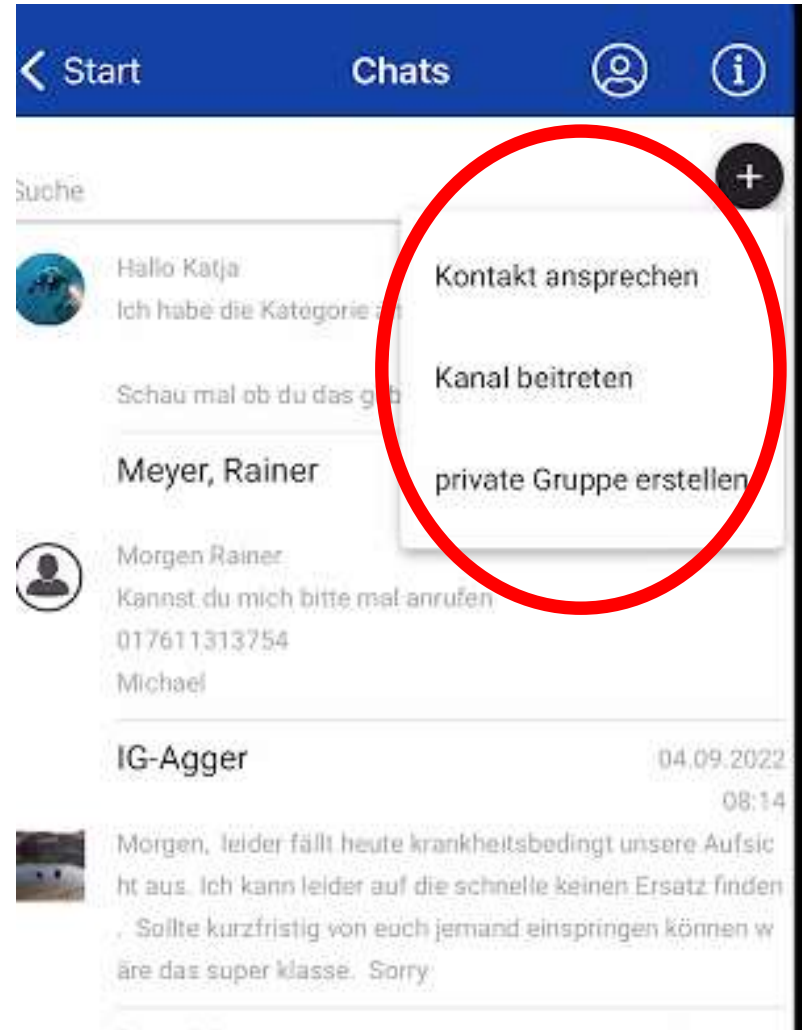 Start
Chats
Suche
Hallo Katja
Ich habe die Kategorie
Schau mal ob du das
Kontakt ansprechen
Kanal beitreten
private Gruppe erstellen
Meyer, Rainer
Morgen Rainer
Kannst du mich bitte mal anrufen
017611313754
Michael
IG-Agger
04.09.2022
08:14
Morgen, leider fällt heute krankheitsbedingt unsere Aufsic
ht aus. Ich kann leider auf die schnelle keinen Ersatz finden
. Sollte kurzfristig von euch jemand einspringen können w
äre das super klasse. Sorry